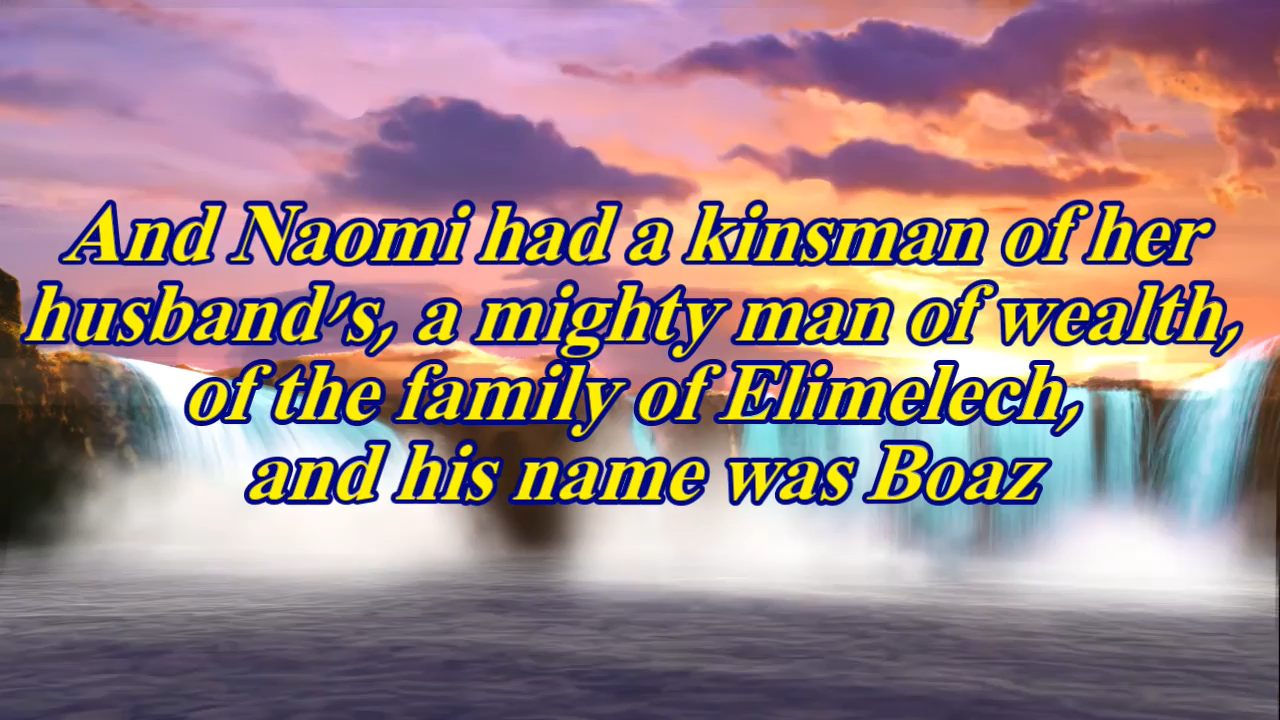 And Naomi had a kinsman of her
husband's, a mighty man of wealth,
of the family of Elimelech,
and his name was Boaz